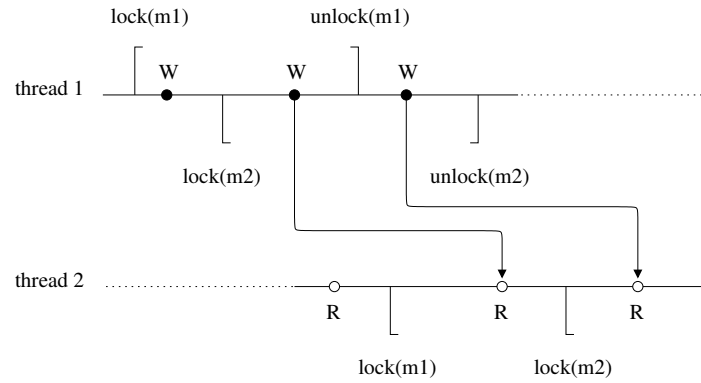 lock(m1) unlock(m1)
W W W
thread 1
lock(m2) unlock(m2)
thread 2
R R R
lock(m1) lock(m2)